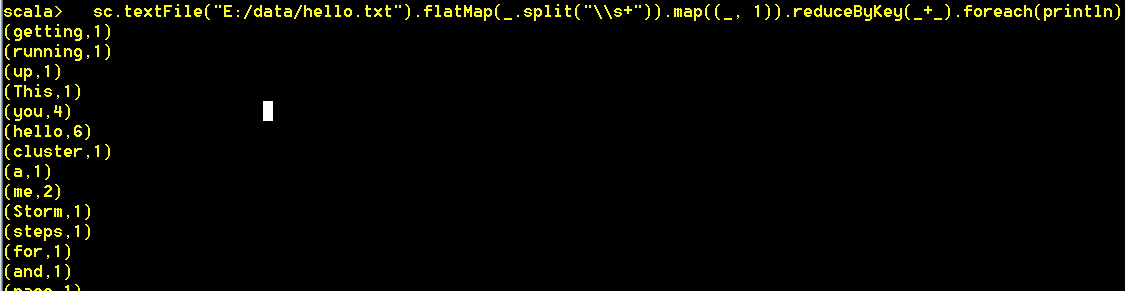 scala>   sc.textFile("E:/data/hello.txt").flatMap(_.split("\\s+")).map((_, 1)).reduceByKey(_+_).foreach(println)
(getting,1)
(running,1)
(up,1)
(This,1)
(you,4)
(hello,6)
(cluster,1)
(a,1)
(me,2)
(Storm,1)
(steps,1)
(for,1)
(and,1)